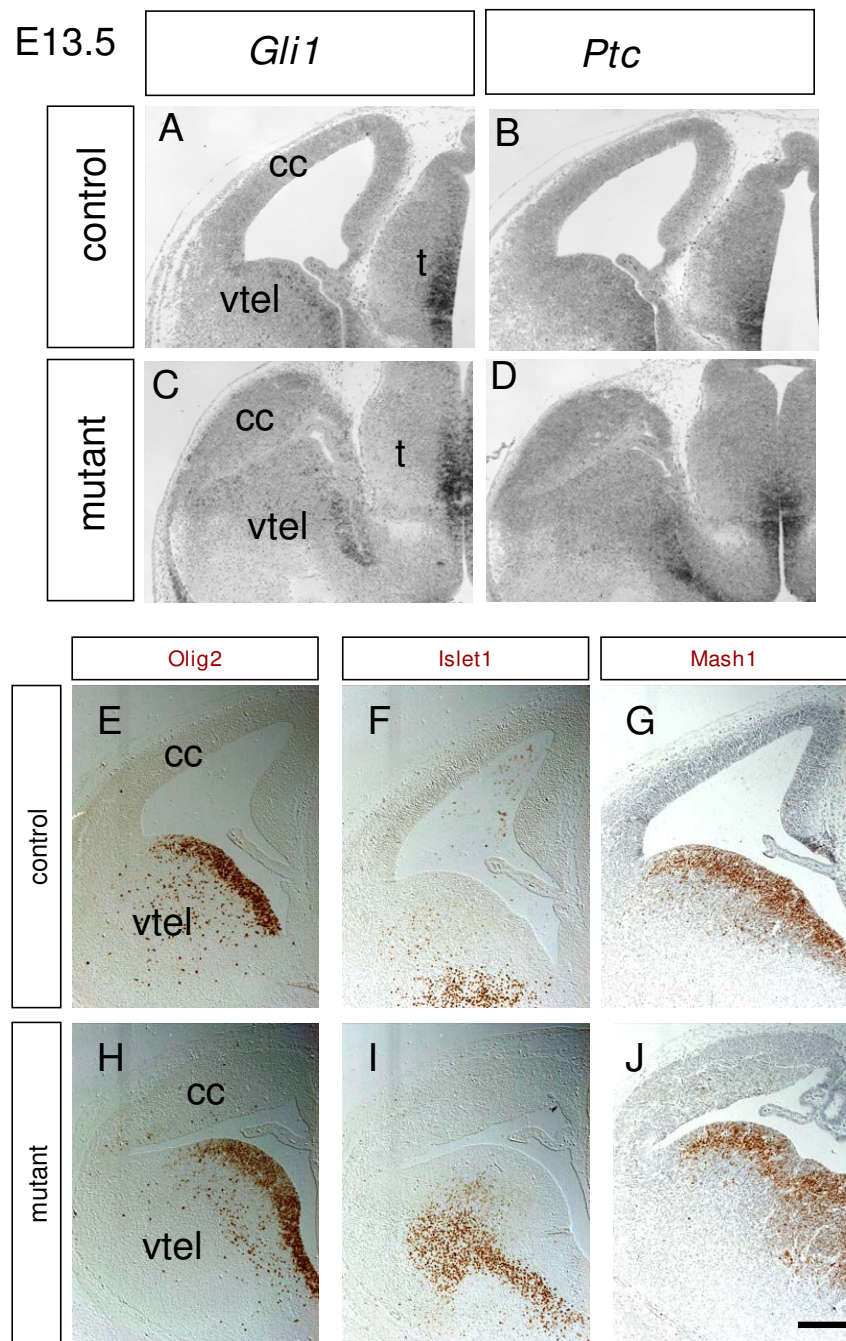 E13.5
Gli1
Ptc
control
A
cc
t
vtel
B
mutant
C
cc
t
vtel
D
Olig2
Islet1
Mash1
control
E
cc
vtel
F
G
mutant
H
cc
vtel
I
J